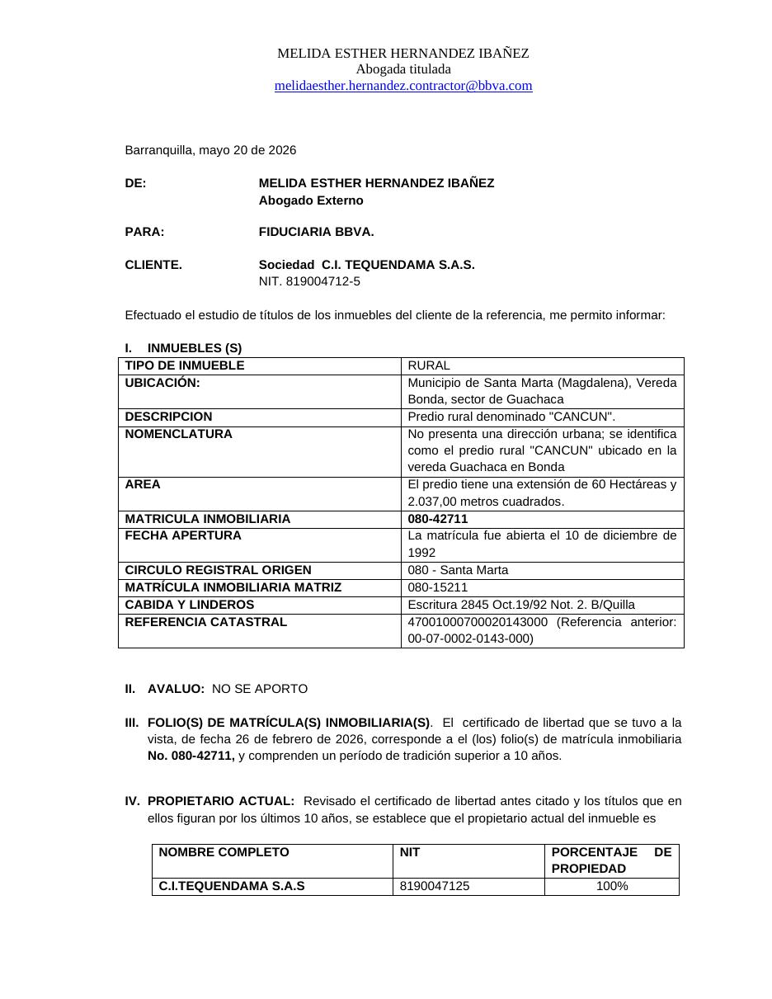 MELIDA ESTHER HERNANDEZ IBAÑEZ
Abogada titulada
melidaesther.hernandez.contractor@bbva.com
Barranquilla, mayo 20 de 2026
DE: MELIDA ESTHER HERNANDEZ IBAÑEZ
Abogado Externo
PARA: FIDUCIARIA BBVA.
CLIENTE. Sociedad C.I. TEQUENDAMA S.A.S.
NIT. 819004712-5
Efectuado el estudio de títulos de los inmuebles del cliente de la referencia, me permito informar:
I. INMUEBLES (S)
TIPO DE INMUEBLE RURAL
UBICACIÓN: Municipio de Santa Marta (Magdalena), Vereda
Bonda, sector de Guachaca
DESCRIPCION Predio rural denominado "CANCUN".
NOMENCLATURA No presenta una dirección urbana; se identifica
como el predio rural "CANCUN" ubicado en la
vereda Guachaca en Bonda
AREA El predio tiene una extensión de 60 Hectáreas y
2.037,00 metros cuadrados.
MATRICULA INMOBILIARIA 080-42711
FECHA APERTURA La matrícula fue abierta el 10 de diciembre de
1992
CIRCULO REGISTRAL ORIGEN 080 - Santa Marta
MATRÍCULA INMOBILIARIA MATRIZ 080-15211
CABIDA Y LINDEROS Escritura 2845 Oct.19/92 Not. 2. B/Quilla
REFERENCIA CATASTRAL 47001000700020143000 (Referencia anterior:
00-07-0002-0143-000)
II. AVALUO: NO SE APORTO
III. FOLIO(S) DE MATRÍCULA(S) INMOBILIARIA(S). El certificado de libertad que se tuvo a la
vista, de fecha 26 de febrero de 2026, corresponde a el (los) folio(s) de matrícula inmobiliaria
No. 080-42711, y comprenden un período de tradición superior a 10 años.
IV. PROPIETARIO ACTUAL: Revisado el certificado de libertad antes citado y los títulos que en
ellos figuran por los últimos 10 años, se establece que el propietario actual del inmueble es
NOMBRE COMPLETO NIT PORCENTAJE DE
PROPIEDAD
C.I.TEQUENDAMA S.A.S 8190047125 100%